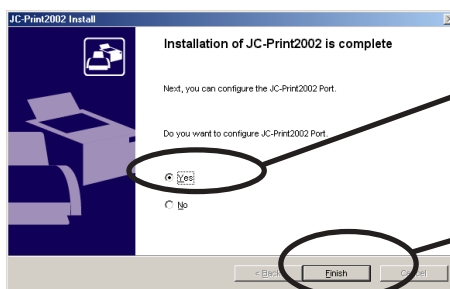 JC-Print2002 Install
Installation of JC-Print2002 is complete
Next, you can configure the JC-Print2002 Port.
Do you want to configure JC-Print2002 Port.
Yes
No
< Back Finish